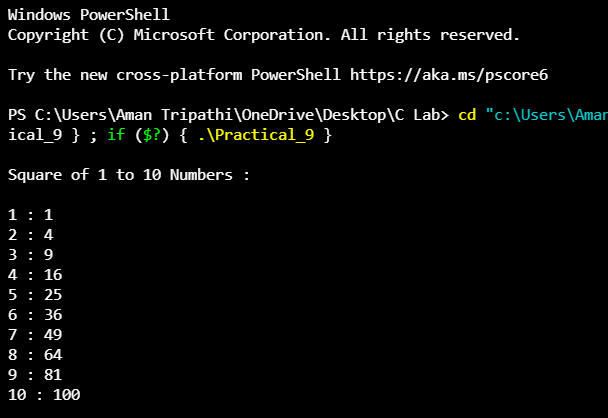 Windows PowerShell
Copyright (C) Microsoft Corporation. All rights reserved.
Try the new cross-platform PowerShell https://aka.ms/pscore6
PS C:\Users\Aman Tripathi\OneDrive\Desktop\C Lab> cd "c:\Users\Aman
ical_9 } ; if ($?) { .\Practical_9 }
Square of 1 to 10 Numbers :
1 : 1
2 : 4
3 : 9
4 : 16
5 : 25
6 : 36
7 : 49
8 : 64
9 : 81
10 : 100